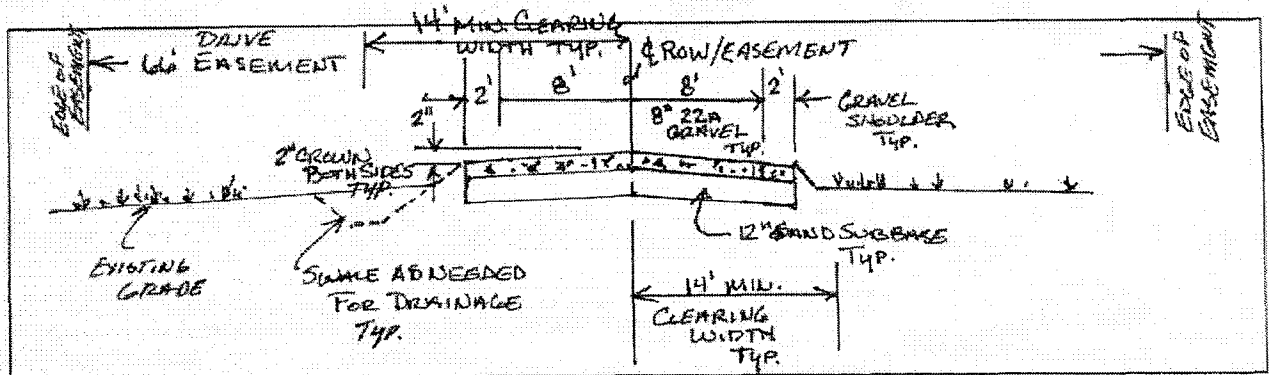 14' MIN. CLEARING
WIDTH TYP.
DRIVE
66' EASEMENT
EDGE OF
EASEMENT
℄ ROW/EASEMENT
EDGE OF
EASEMENT
2'
8'
8'
2'
8" 22A
GRAVEL
TYP.
GRAVEL
SHOULDER
TYP.
2"
2" CROWN
BOTH SIDES
TYP.
EXISTING
GRADE
SWALE AS NEEDED
FOR DRAINAGE
TYP.
12" SAND SUBBASE
TYP.
14' MIN.
CLEARING
WIDTH
TYP.